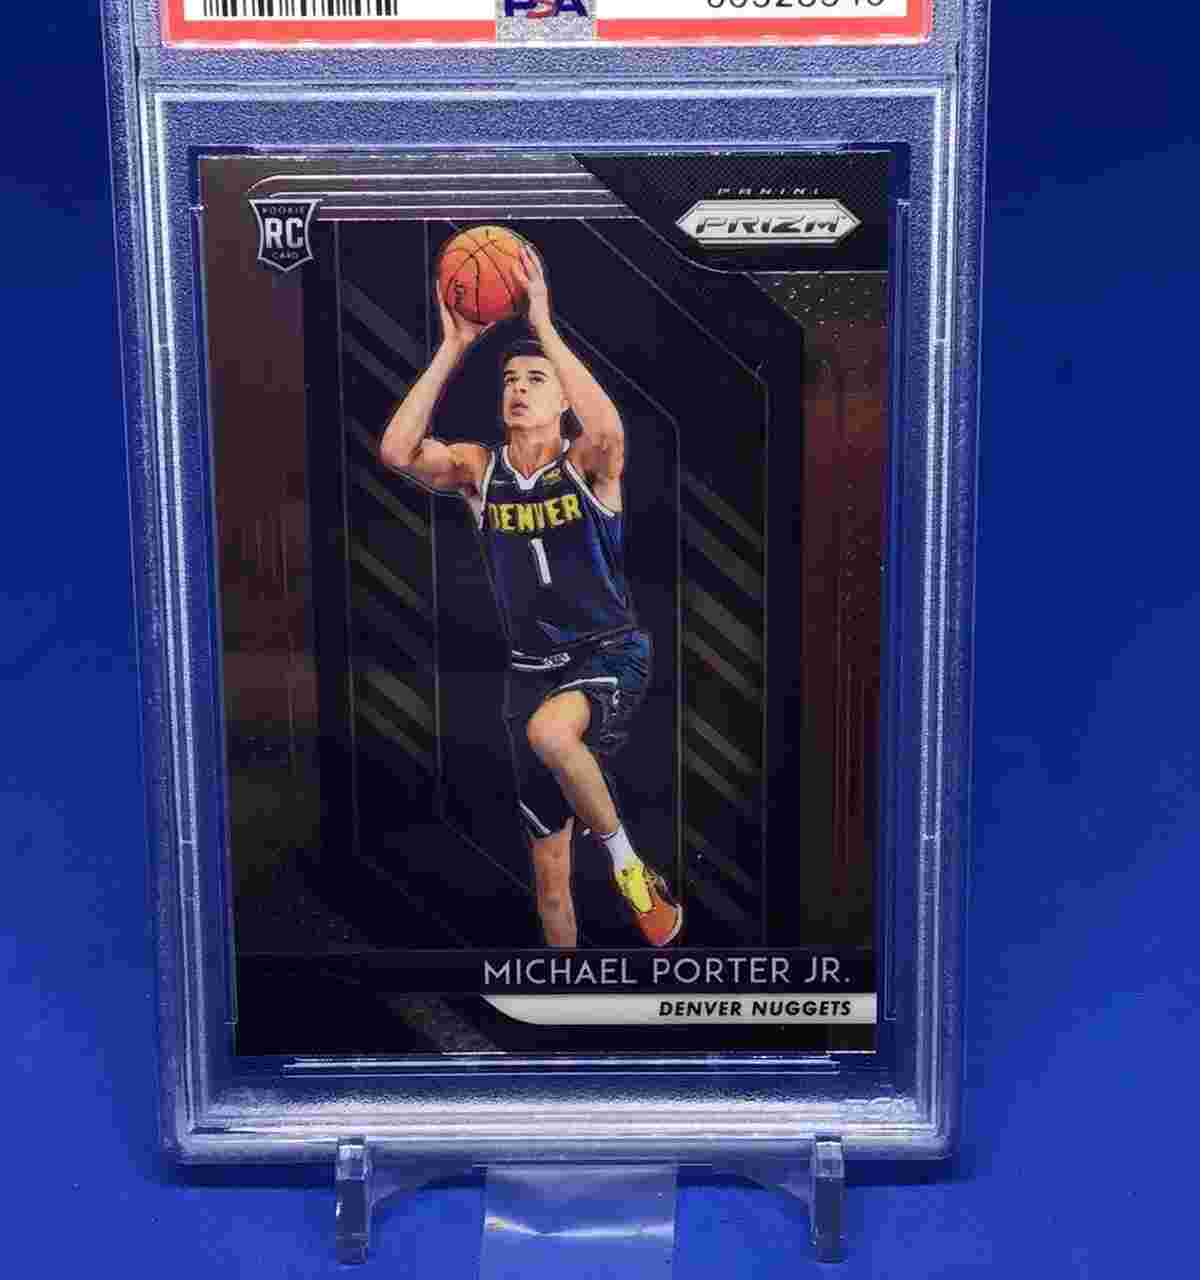 PSA
PANINI
PRIZM
ROOKIE
RC
CARD
DENVER
1
MICHAEL PORTER JR.
DENVER NUGGETS